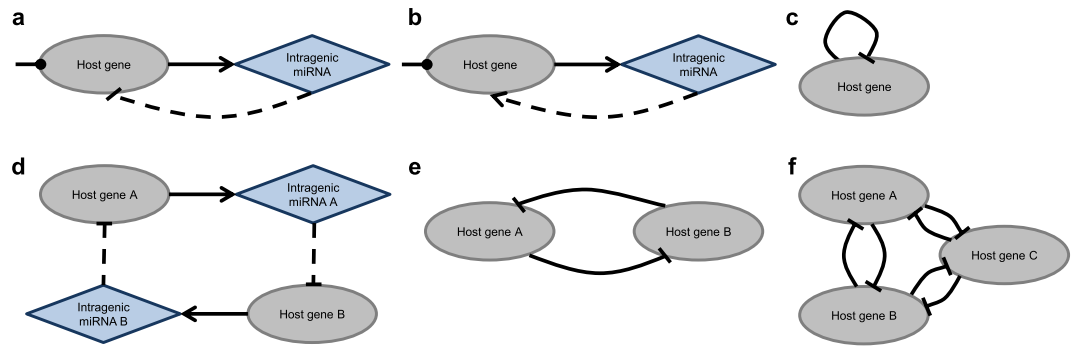 a
Host gene
Intragenic
miRNA
b
Host gene
Intragenic
miRNA
c
Host gene
d
Host gene A
Intragenic
miRNA A
Intragenic
miRNA B
Host gene B
e
Host gene A
Host gene B
f
Host gene A
Host gene C
Host gene B